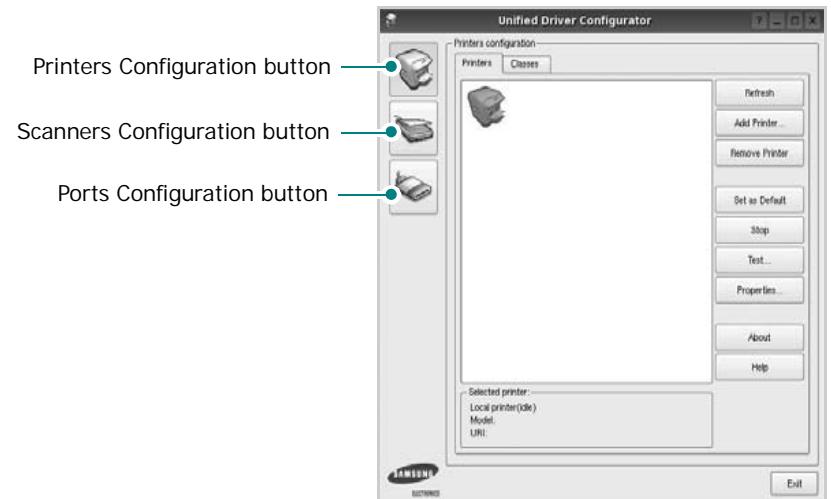 Unified Driver Configurator
Printers configuration
Printers Configuration button
Printers Classes
Refresh
Add Printer...
Scanners Configuration button
Remove Printer
Ports Configuration button
Set as Default
Stop
Test...
Properties...
About
Help
Selected printer:
Local printer(idle)
Model:
URI:
SAMSUNG
ELECTRONICS
Exit